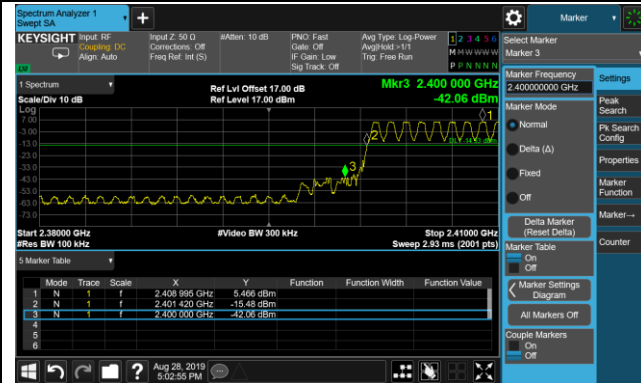 Spectrum Analyzer 1
Swept SA
Marker
KEYSIGHT
Input: RF
Coupling: DC
Align: Auto
Input Z: 50 Ω
Corrections: Off
Freq Ref: Int (S)
#Atten: 10 dB
PNO: Fast
Gate: Off
IF Gain: Low
Sig Track: Off
Avg Type: Log-Power
Avg|Hold:>1/1
Trig: Free Run
1 2 3 4 5 6
M W W W W W
P P N N N N
Select Marker
Marker 3
1 Spectrum
Scale/Div 10 dB
Log
Ref Lvl Offset 17.00 dB
Ref Level 17.00 dBm
Mkr3 2.400 000 GHz
-42.06 dBm
7.00
-3.00
-13.0
-23.0
-33.0
-43.0
-53.0
-63.0
-73.0
1
2
3
Start 2.38000 GHz
#Res BW 100 kHz
#Video BW 300 kHz
Stop 2.41000 GHz
Sweep 2.93 ms (2001 pts)
5 Marker Table
Mode Trace Scale X Y Function Function Width Function Value
1 N 1 f 2.408 995 GHz 5.466 dBm
2 N 1 f 2.401 420 GHz -15.48 dBm
3 N 1 f 2.400 000 GHz -42.06 dBm
4
5
6
Marker Frequency
2.400000000 GHz
Marker Mode
Normal
Delta (Δ)
Fixed
Off
Delta Marker
(Reset Delta)
Marker Table
On
Off
Marker Settings
Diagram
All Markers Off
Couple Markers
On
Off
Settings
Peak
Search
Pk Search
Config
Properties
Marker
Function
Marker→
Counter
?
Aug 28, 2019
5:02:55 PM